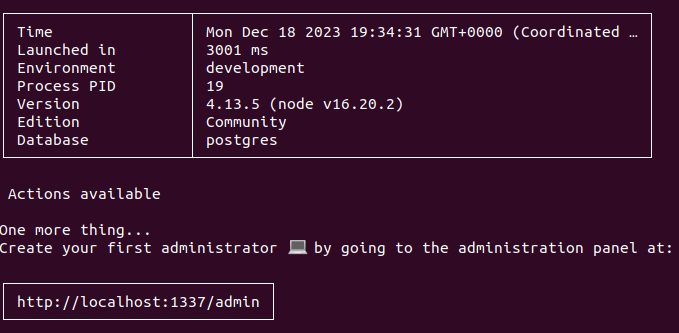 Time Mon Dec 18 2023 19:34:31 GMT+0000 (Coordinated …
Launched in 3001 ms
Environment development
Process PID 19
Version 4.13.5 (node v16.20.2)
Edition Community
Database postgres
Actions available
One more thing...
Create your first administrator 💻 by going to the administration panel at:
http://localhost:1337/admin